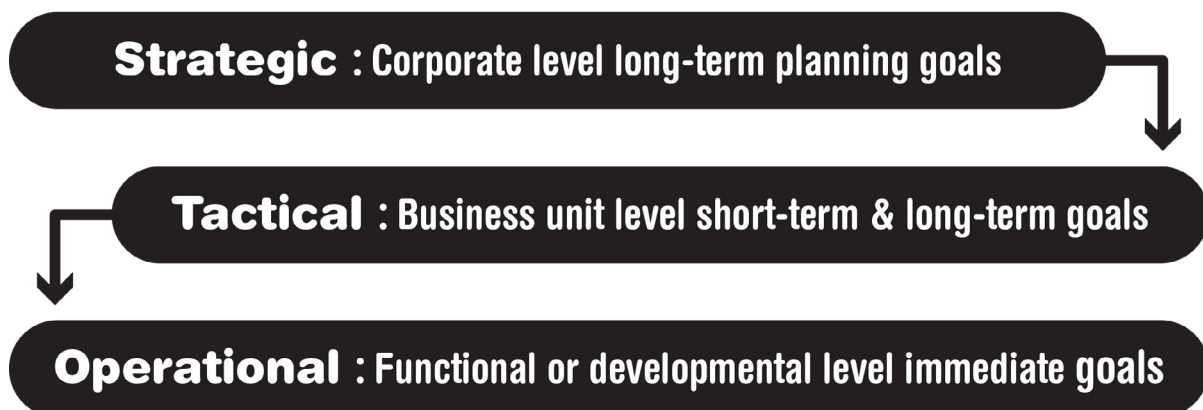 Strategic : Corporate level long-term planning goals
Tactical : Business unit level short-term & long-term goals
Operational : Functional or developmental level immediate goals